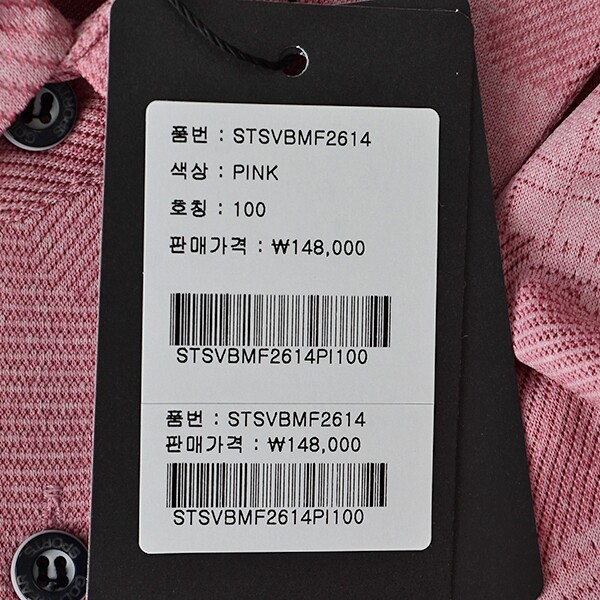 품번 : STSVBMF2614
색상 : PINK
호칭 : 100
판매가격 : ₩148,000
STSVBMF2614PI100
품번 : STSVBMF2614
판매가격 : ₩148,000
STSVBMF2614PI100
SPORTS